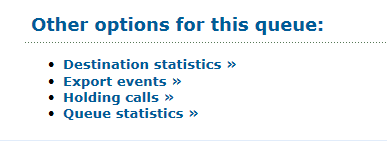 Other options for this queue:
• Destination statistics »
• Export events »
• Holding calls »
• Queue statistics »